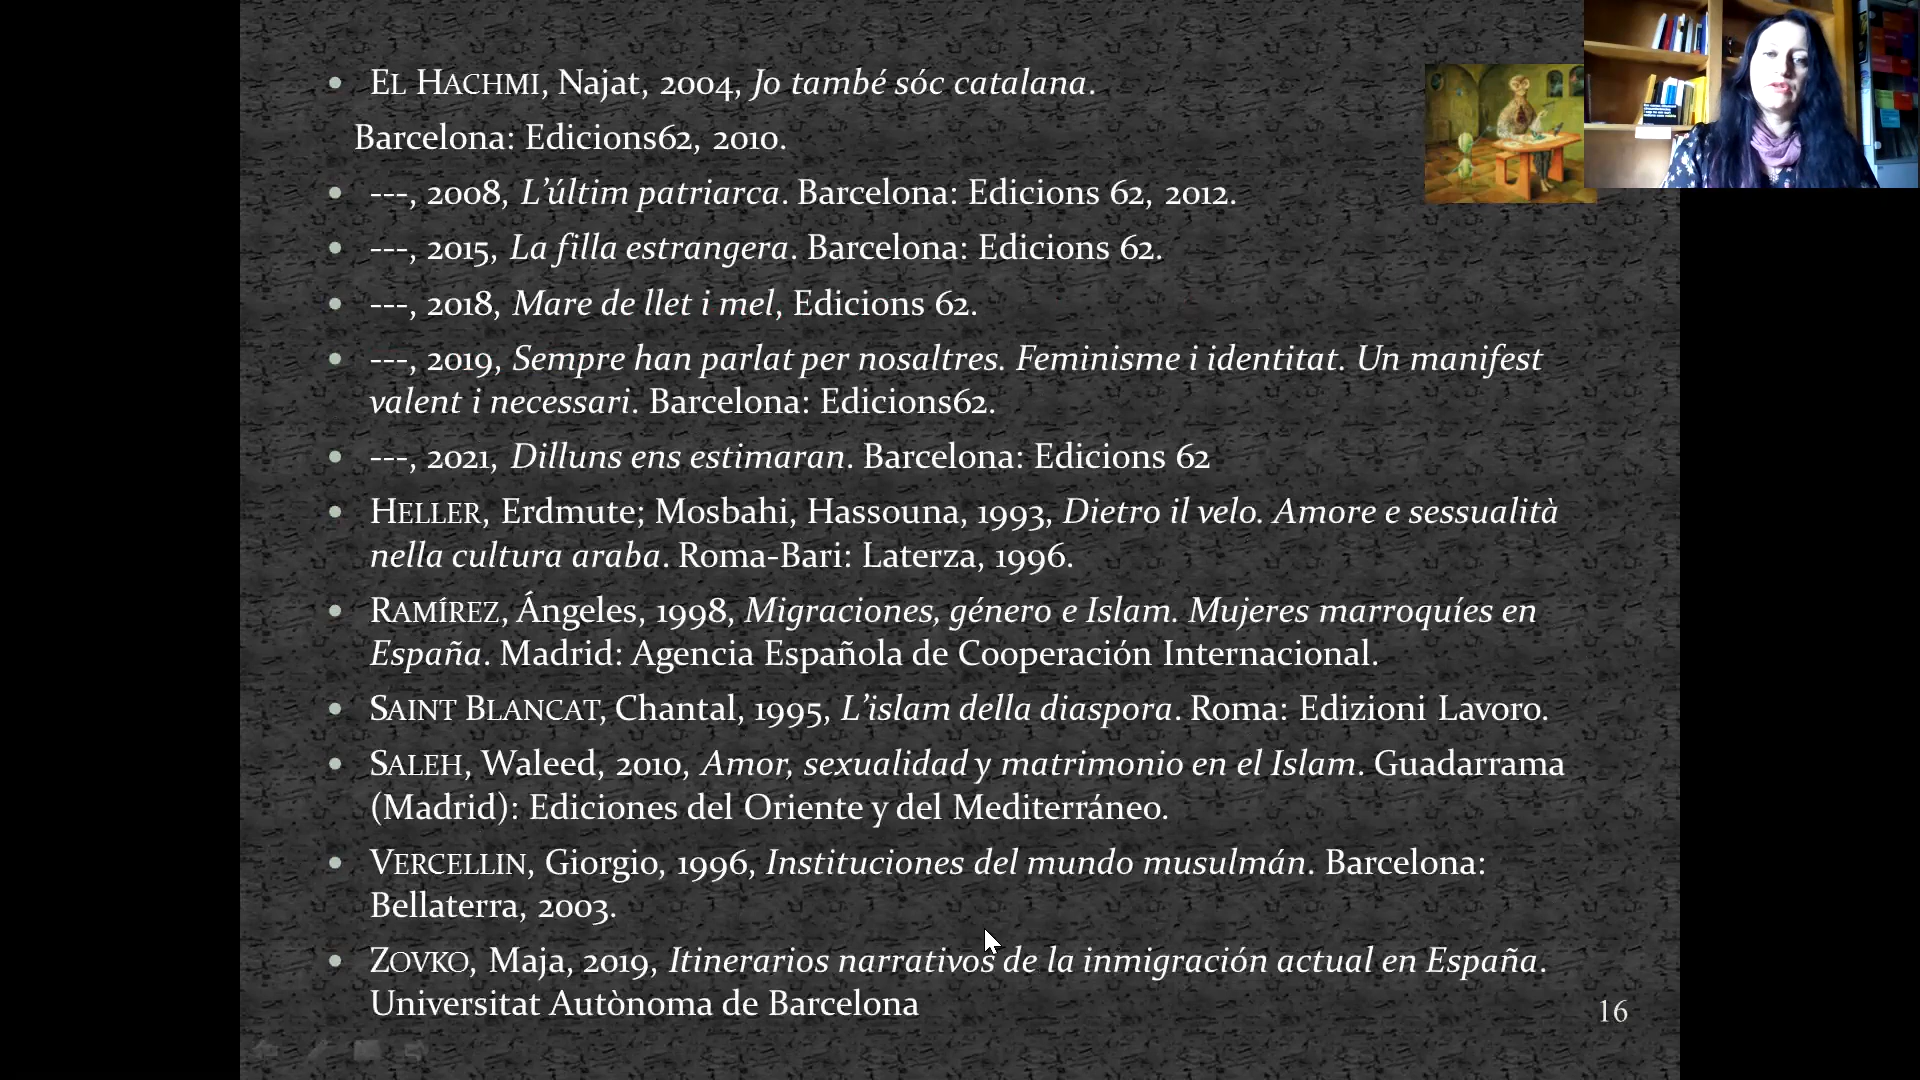 • EL HACHMI, Najat, 2004, Jo també sóc catalana.
Barcelona: Edicions62, 2010.
• ---, 2008, L’últim patriarca. Barcelona: Edicions 62, 2012.
• ---, 2015, La filla estrangera. Barcelona: Edicions 62.
• ---, 2018, Mare de llet i mel, Edicions 62.
• ---, 2019, Sempre han parlat per nosaltres. Feminisme i identitat. Un manifest
valent i necessari. Barcelona: Edicions62.
• ---, 2021, Dilluns ens estimaran. Barcelona: Edicions 62
• HELLER, Erdmute; Mosbahi, Hassouna, 1993, Dietro il velo. Amore e sessualità
nella cultura araba. Roma-Bari: Laterza, 1996.
• RAMÍREZ, Ángeles, 1998, Migraciones, género e Islam. Mujeres marroquíes en
España. Madrid: Agencia Española de Cooperación Internacional.
• SAINT BLANCAT, Chantal, 1995, L’islam della diaspora. Roma: Edizioni Lavoro.
• SALEH, Waleed, 2010, Amor, sexualidad y matrimonio en el Islam. Guadarrama
(Madrid): Ediciones del Oriente y del Mediterráneo.
• VERCELLIN, Giorgio, 1996, Instituciones del mundo musulmán. Barcelona:
Bellaterra, 2003.
• ZOVKO, Maja, 2019, Itinerarios narrativos de la inmigración actual en España.
Universitat Autònoma de Barcelona
16